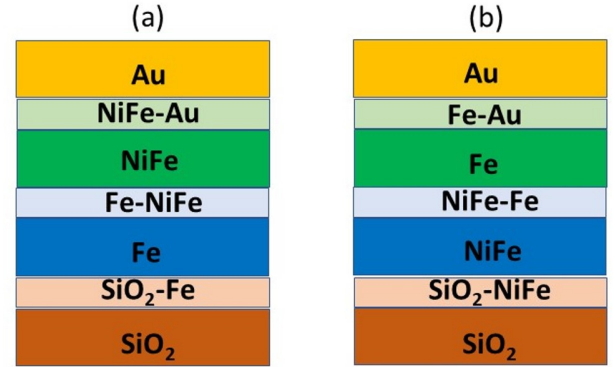 (a)
Au
NiFe-Au
NiFe
Fe-NiFe
Fe
SiO₂-Fe
SiO₂
(b)
Au
Fe-Au
Fe
NiFe-Fe
NiFe
SiO₂-NiFe
SiO₂